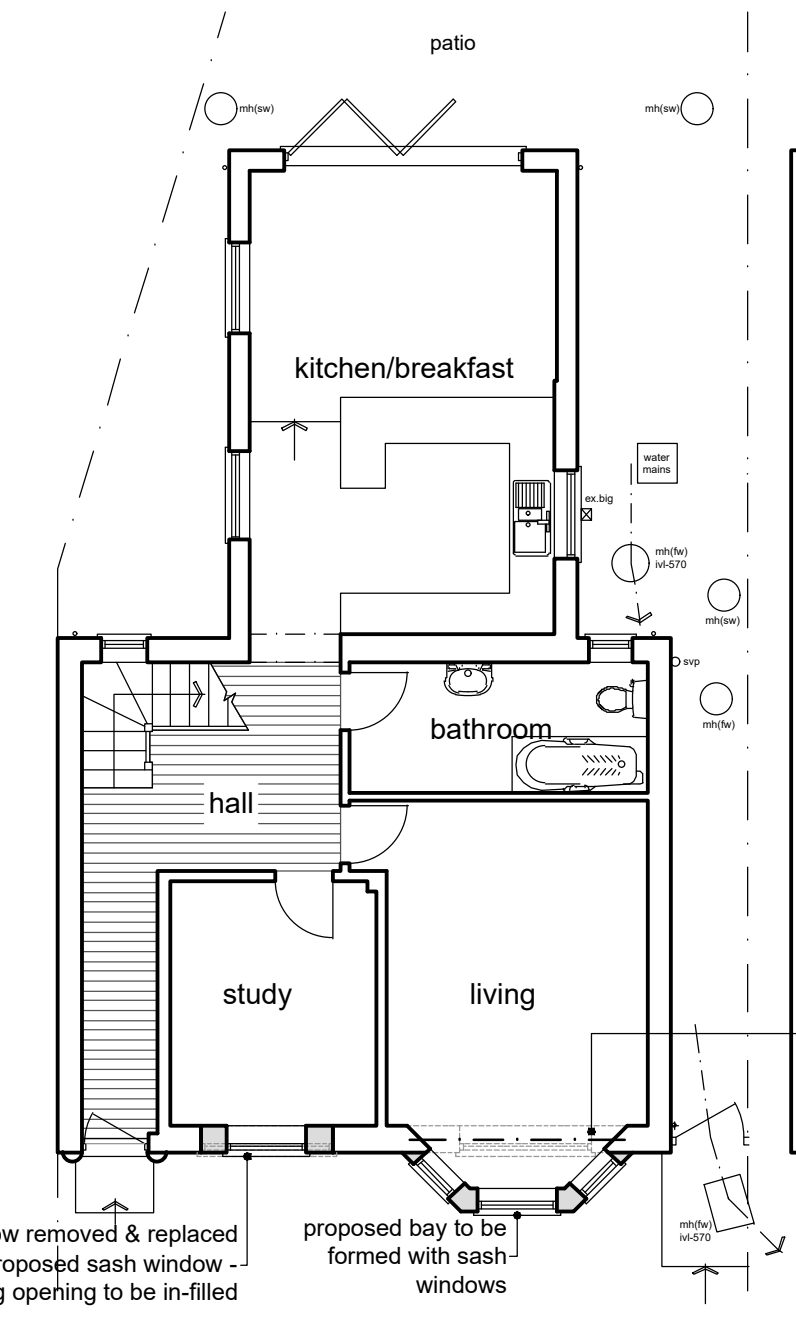 patio
mh(sw)
mh(sw)
kitchen/breakfast
water
mains
ex.big
mh(fw)
ivl-570
mh(sw)
svp
mh(fw)
bathroom
hall
study
living
removed & replaced
sash window -
opening to be in-filled
proposed bay to be
formed with sash
windows
mh(fw)
ivl-570